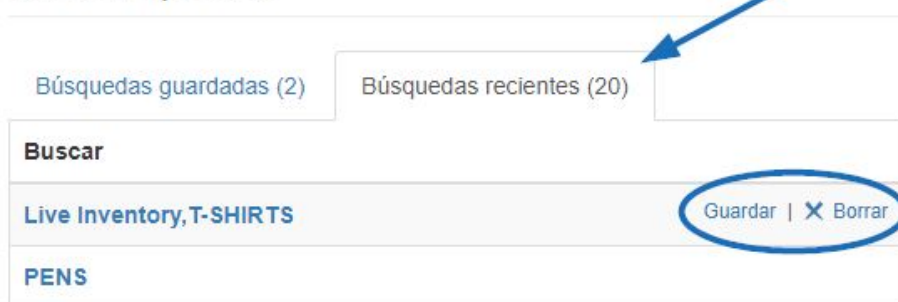 Búsquedas guardadas (2) Búsquedas recientes (20)
Buscar
Live Inventory,T-SHIRTS Guardar | ✕ Borrar
PENS